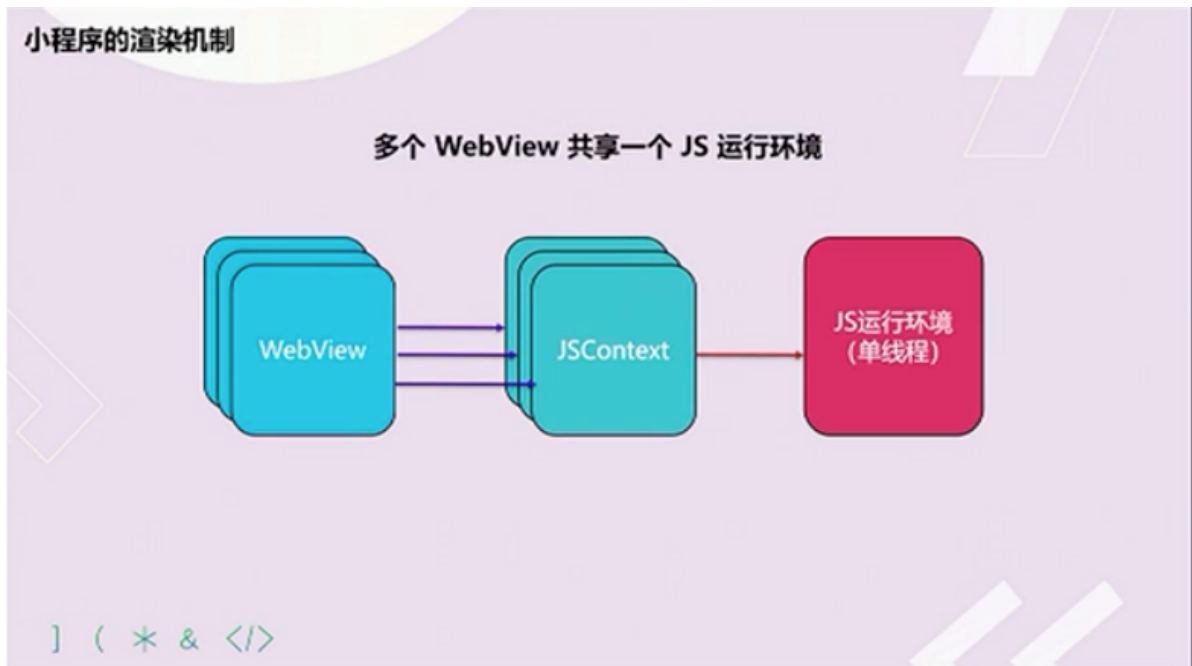 小程序的渲染机制
多个 WebView 共享一个 JS 运行环境
WebView
JSContext
JS运行环境
（单线程）
] ( * & </>